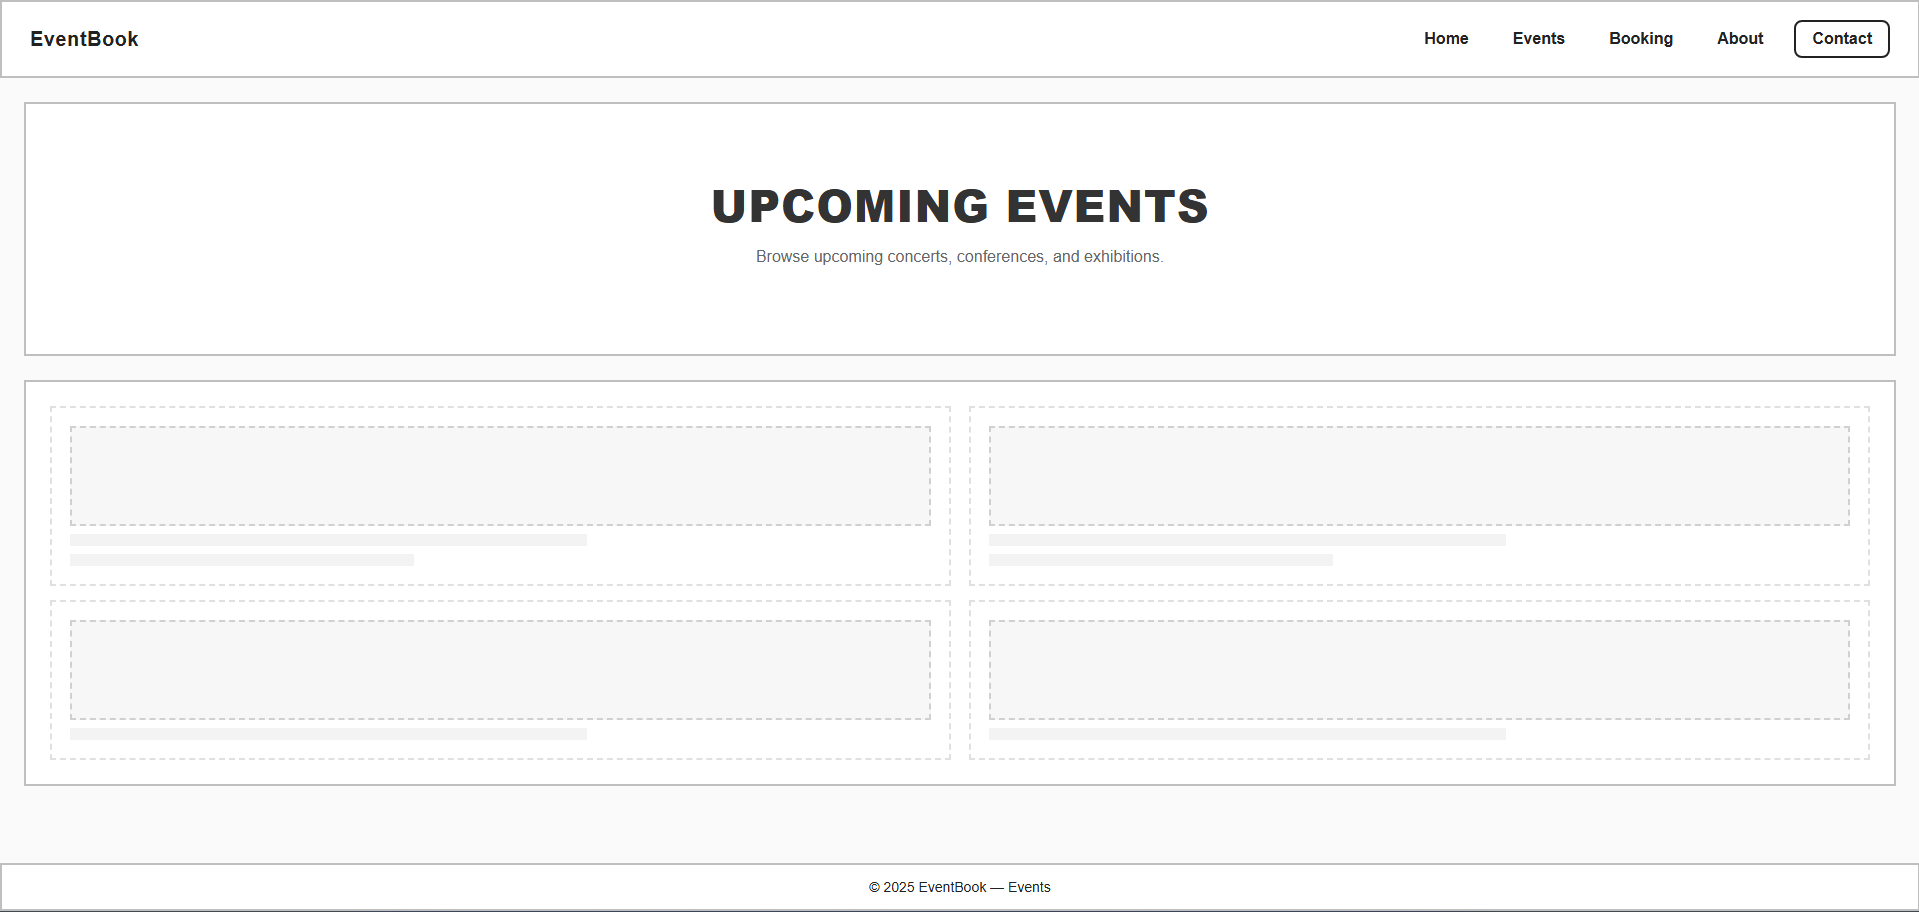 EventBook
Home Events Booking About Contact
UPCOMING EVENTS
Browse upcoming concerts, conferences, and exhibitions.
© 2025 EventBook — Events